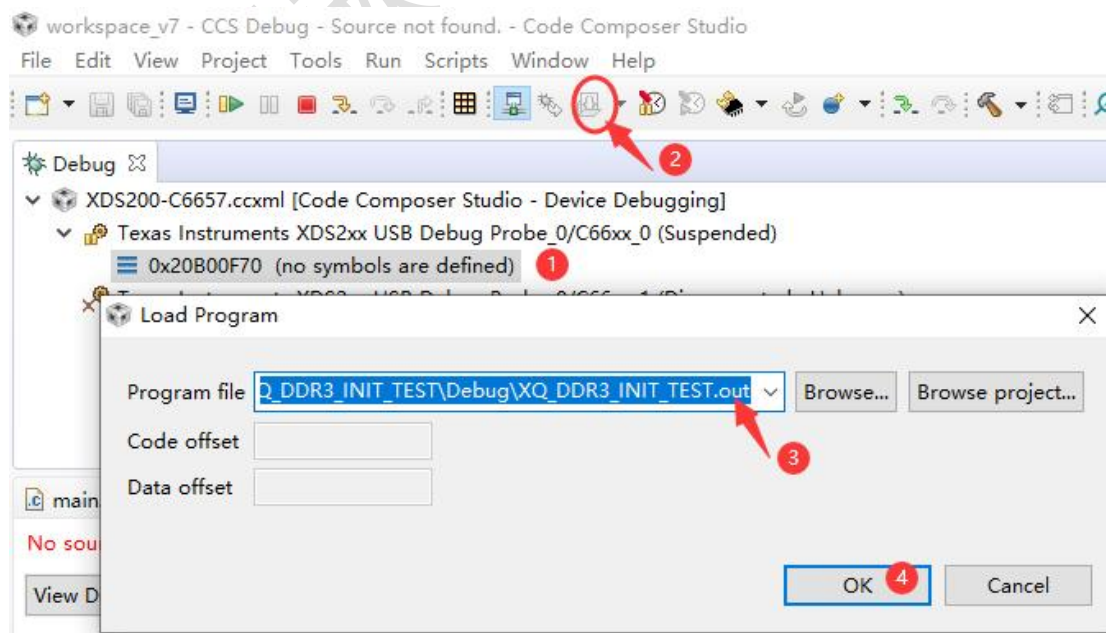 workspace_v7 - CCS Debug - Source not found. - Code Composer Studio
File Edit View Project Tools Run Scripts Window Help
2
Debug
XDS200-C6657.ccxml [Code Composer Studio - Device Debugging]
Texas Instruments XDS2xx USB Debug Probe_0/C66xx_0 (Suspended)
0x20B00F70 (no symbols are defined) 1
Load Program
Program file Q_DDR3_INIT_TEST\Debug\XQ_DDR3_INIT_TEST.out Browse... Browse project...
Code offset
3
Data offset
main
No sou
OK 4 Cancel
View D